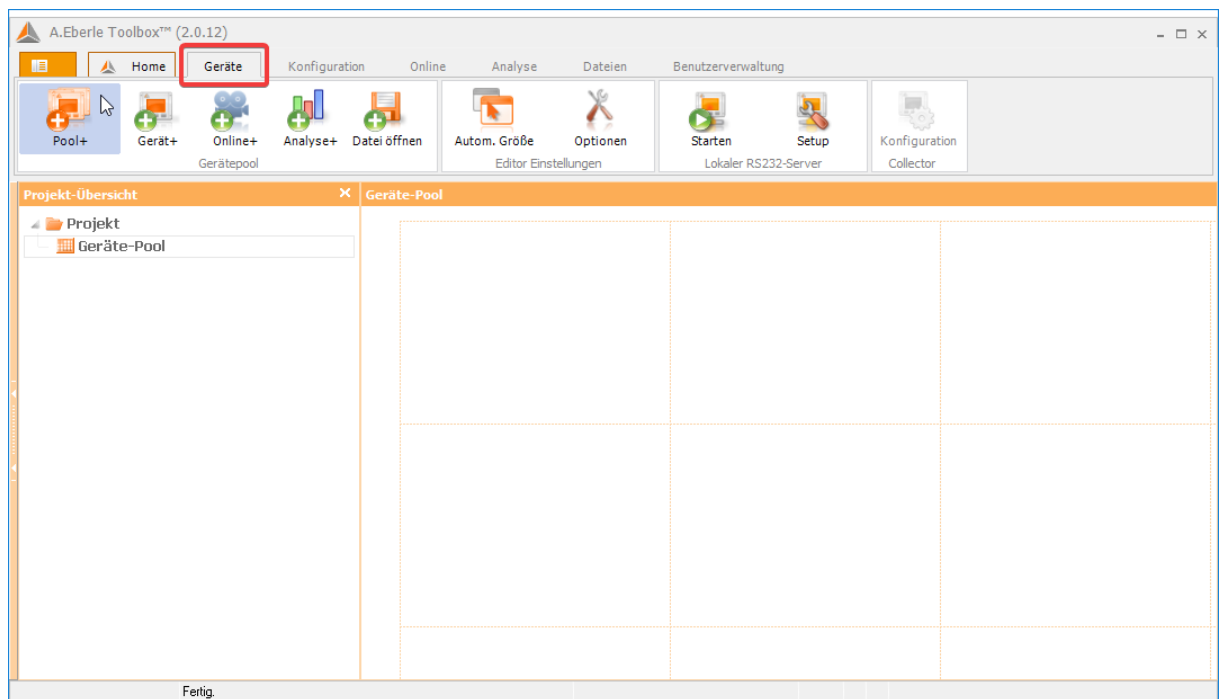 A.Eberle Toolbox™ (2.0.12)
Home Geräte Konfiguration Online Analyse Dateien Benutzerverwaltung
Pool+ Gerät+ Online+ Analyse+ Datei öffnen Autom. Größe Optionen Starten Setup Konfiguration
Gerätepool Editor Einstellungen Lokaler RS232-Server Collector
Projekt-Übersicht Geräte-Pool
Projekt
Geräte-Pool
Fertig.